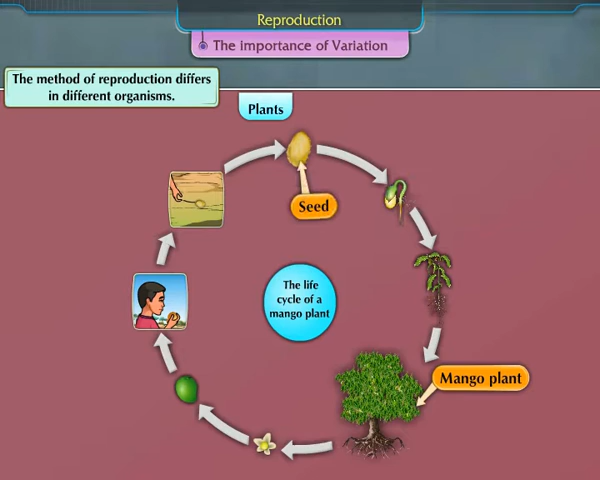 Reproduction
The importance of Variation
The method of reproduction differs
in different organisms.
Plants
Seed
The life
cycle of a
mango plant
Mango plant